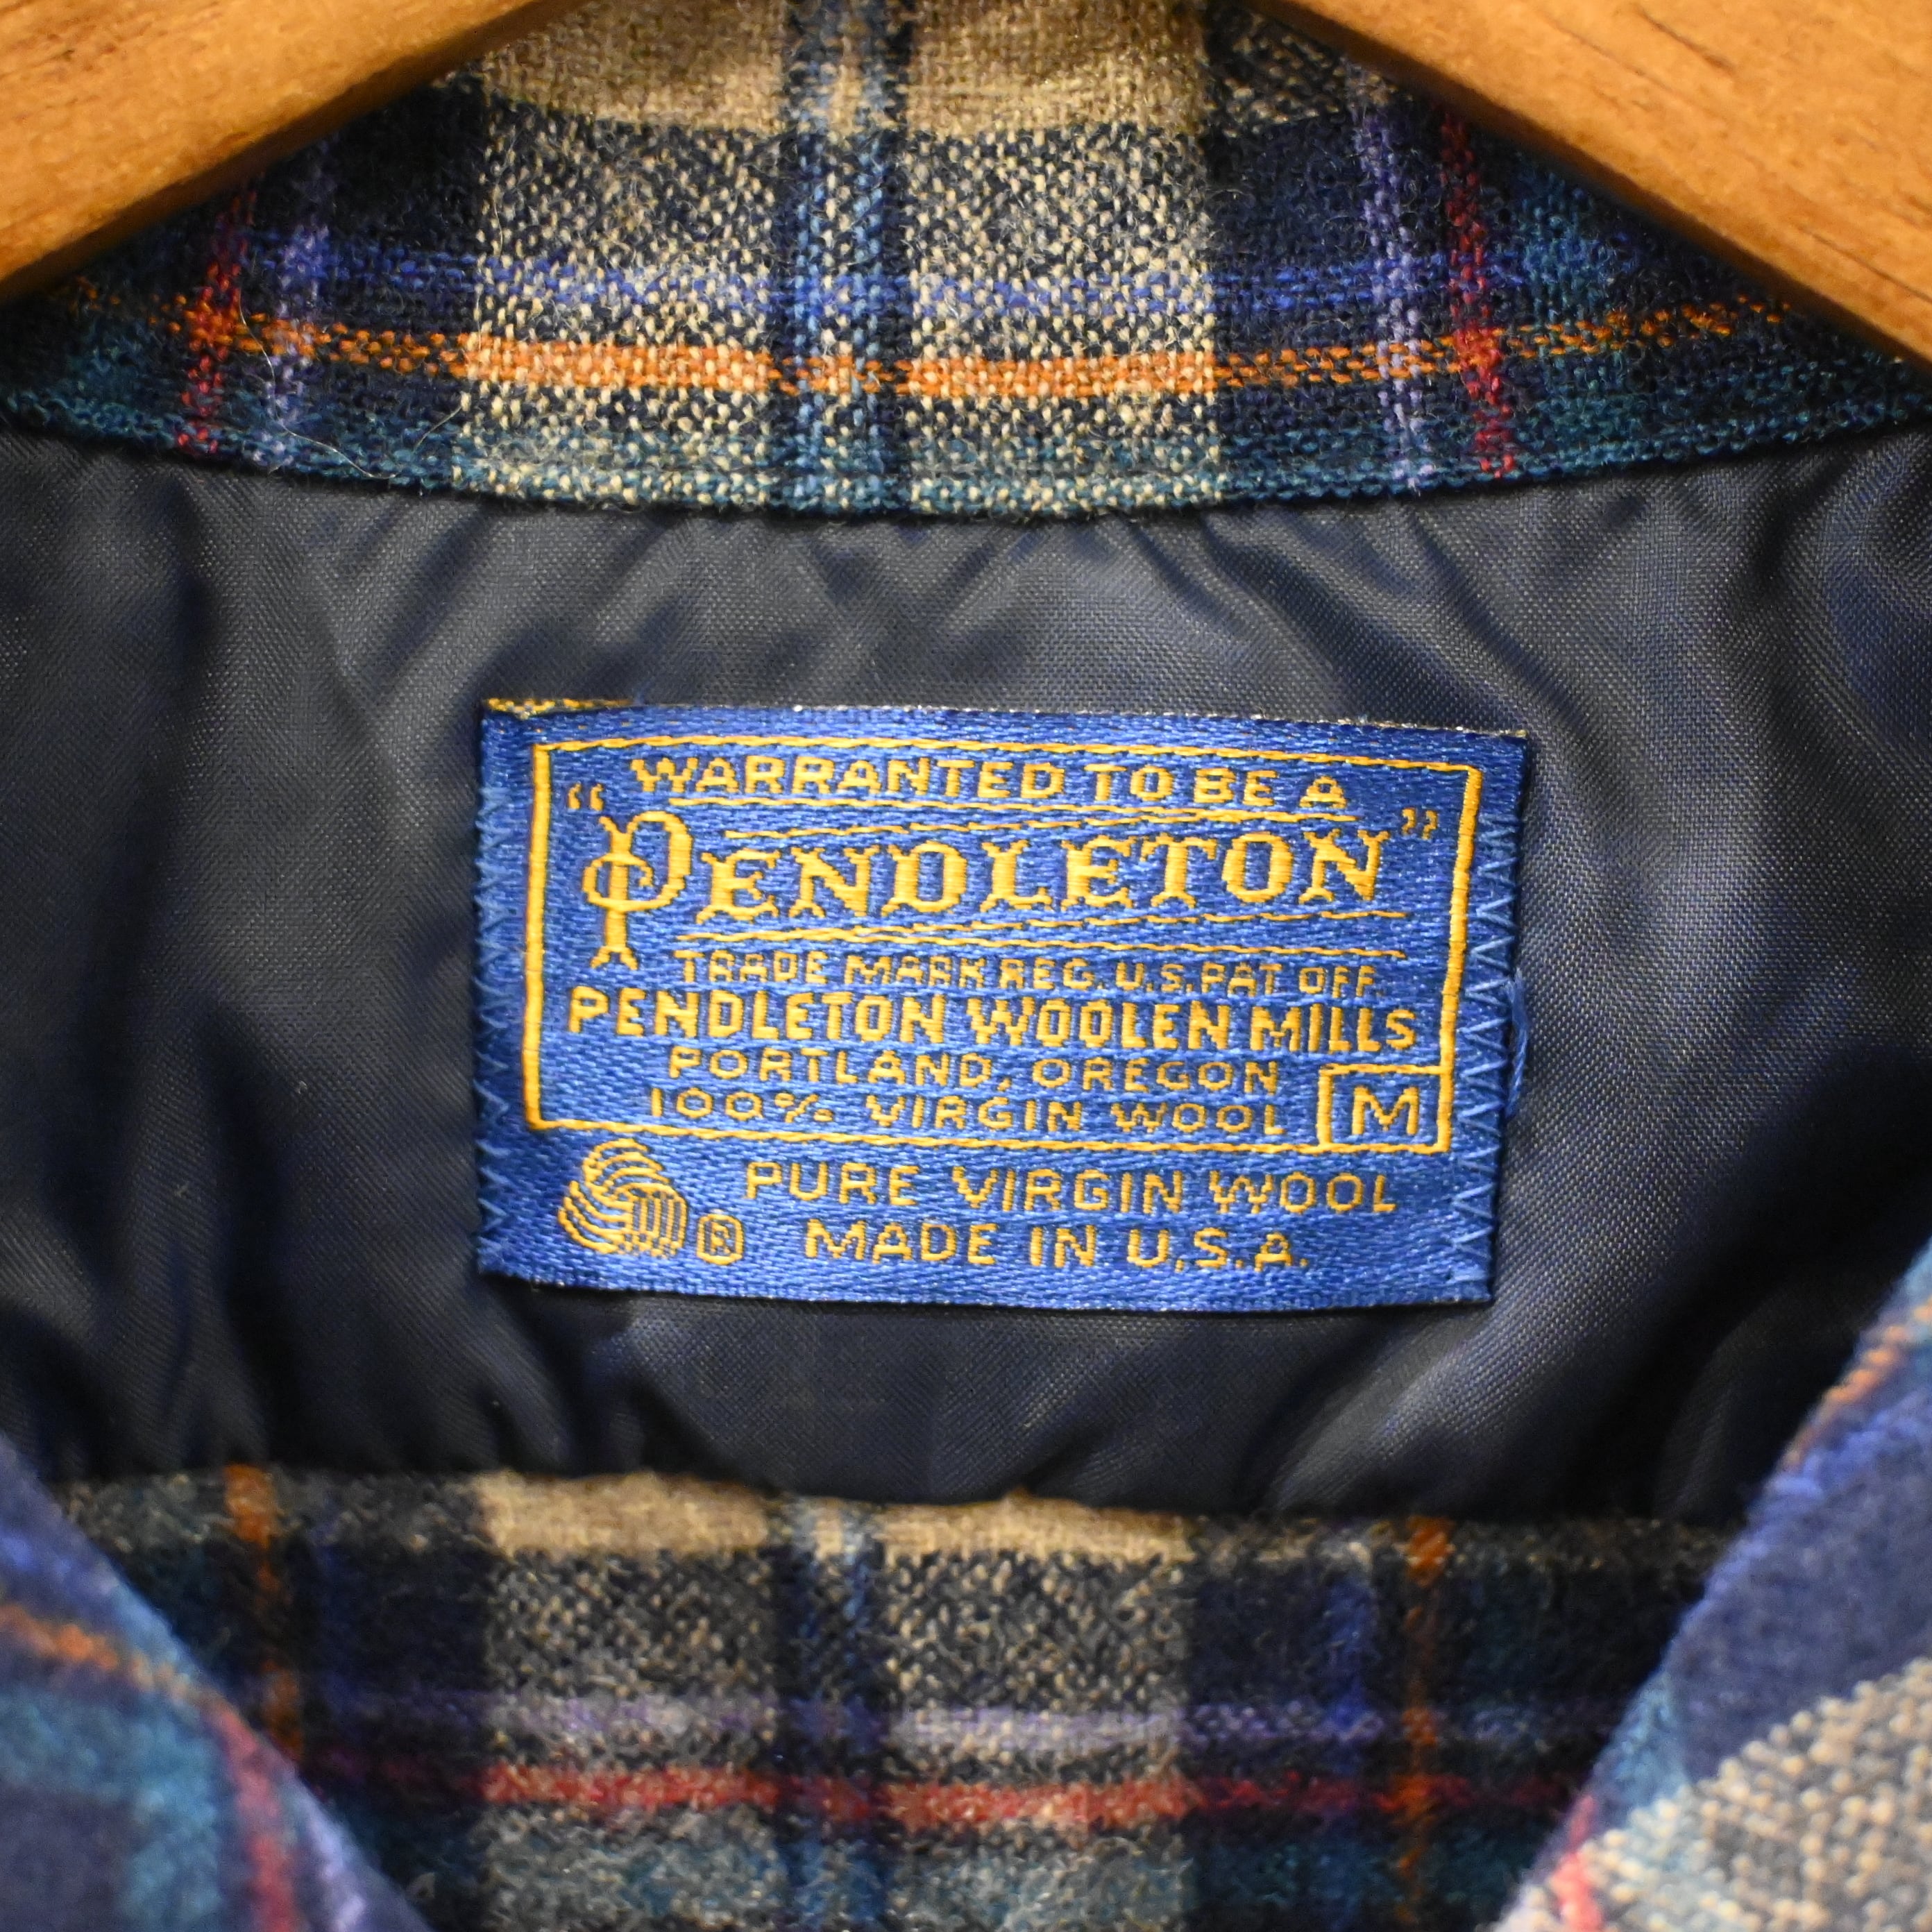 WARRANTED TO BE A
"PENDLETON"
TRADE MARK REG. U.S. PAT. OFF.
PENDLETON WOOLEN MILLS
PORTLAND, OREGON
100% VIRGIN WOOL M
PURE VIRGIN WOOL
® MADE IN U.S.A.